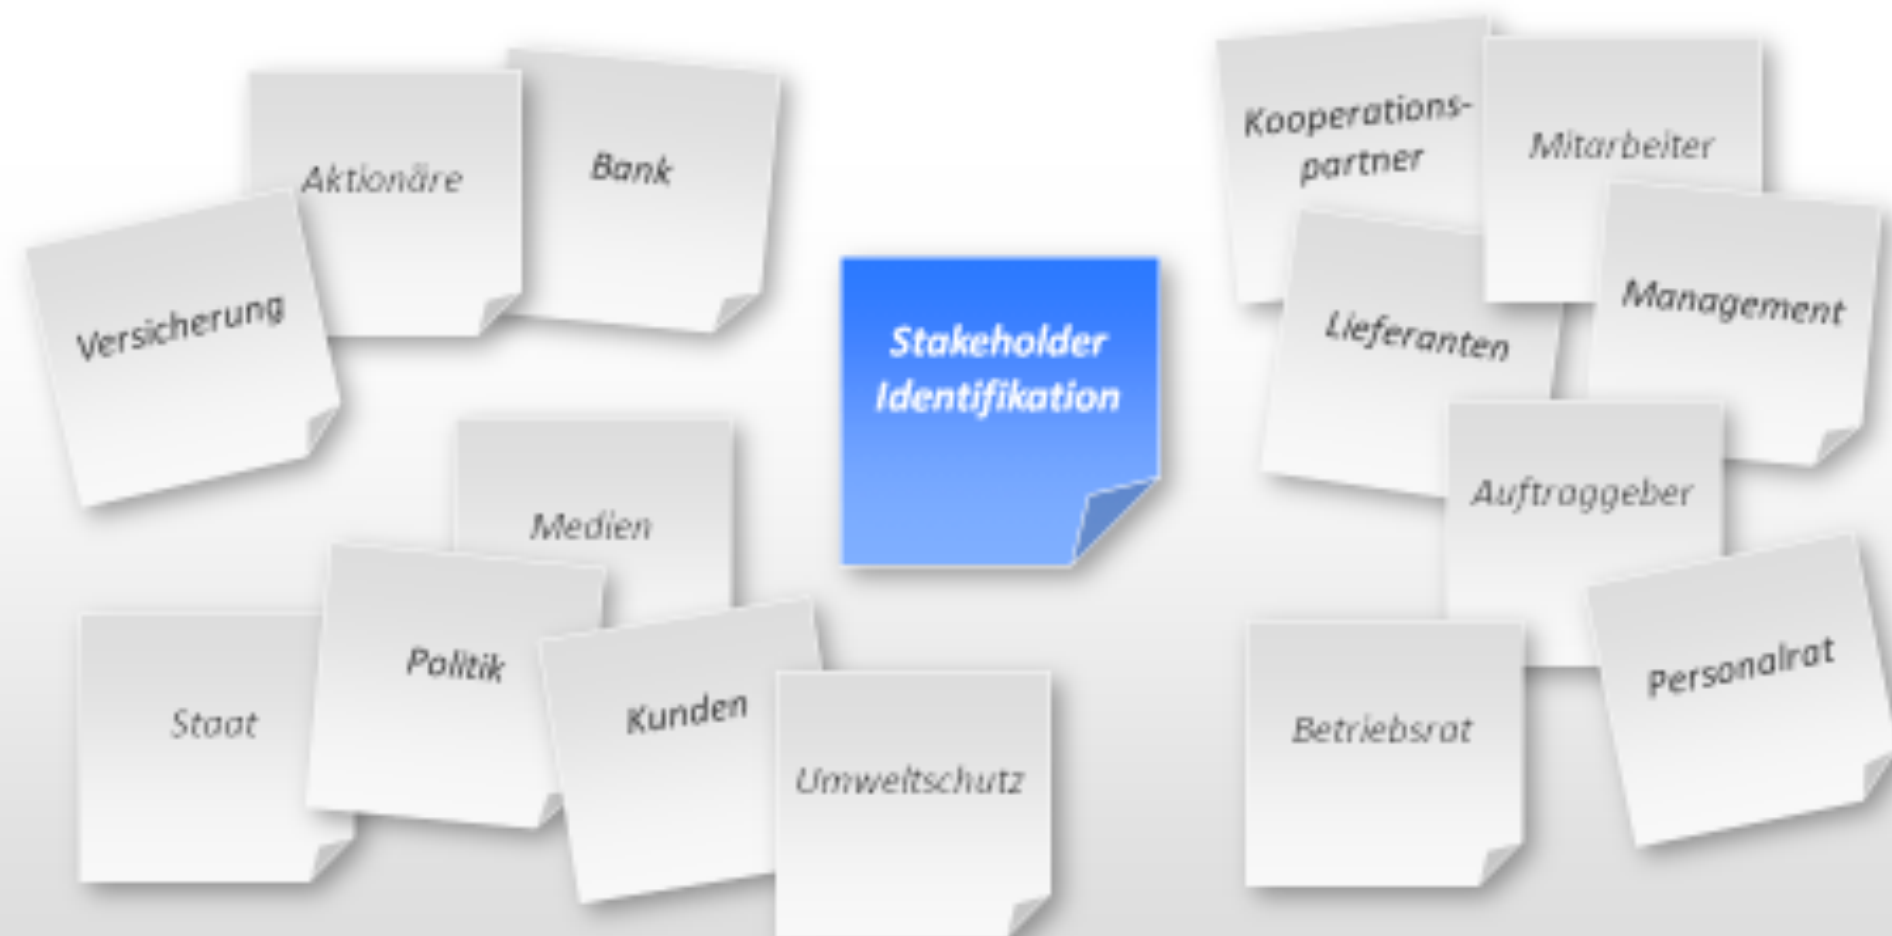 Aktionäre
Bank
Versicherung
Medien
Politik
Staat
Kunden
Umweltschutz
Stakeholder
Identifikation
Kooperations-
partner
Mitarbeiter
Lieferanten
Management
Auftraggeber
Personalrat
Betriebsrat